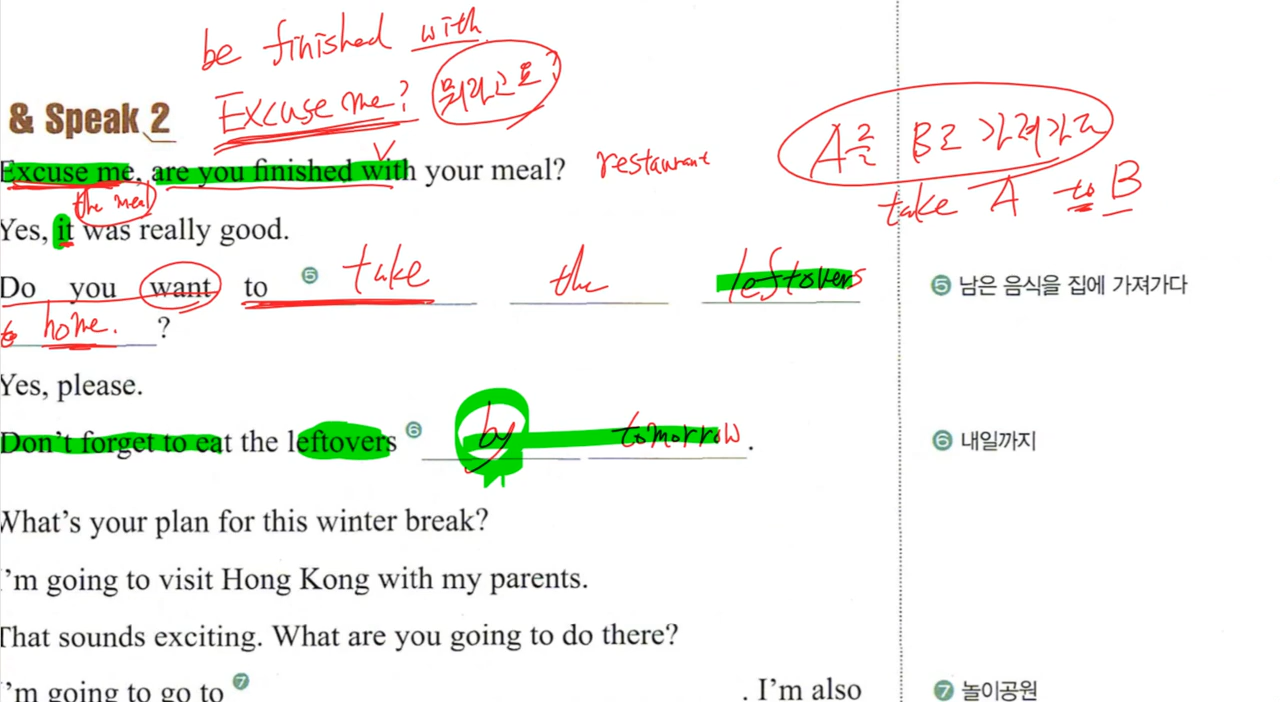 be finished with
& Speak 2
Excuse me? 뭐라고요?
A를 B로 가져가다
take A to B
Excuse me, are you finished with your meal? restaurant
the meal
Yes, it was really good.
Do you want to ⑤ take the leftovers
⑤ 남은 음식을 집에 가져가다
to home. ?
Yes, please.
Don't forget to eat the leftovers ⑥ by tomorrow.
⑥ 내일까지
What's your plan for this winter break?
'm going to visit Hong Kong with my parents.
That sounds exciting. What are you going to do there?
'm going to go to ⑦ . I'm also
⑦ 놀이공원